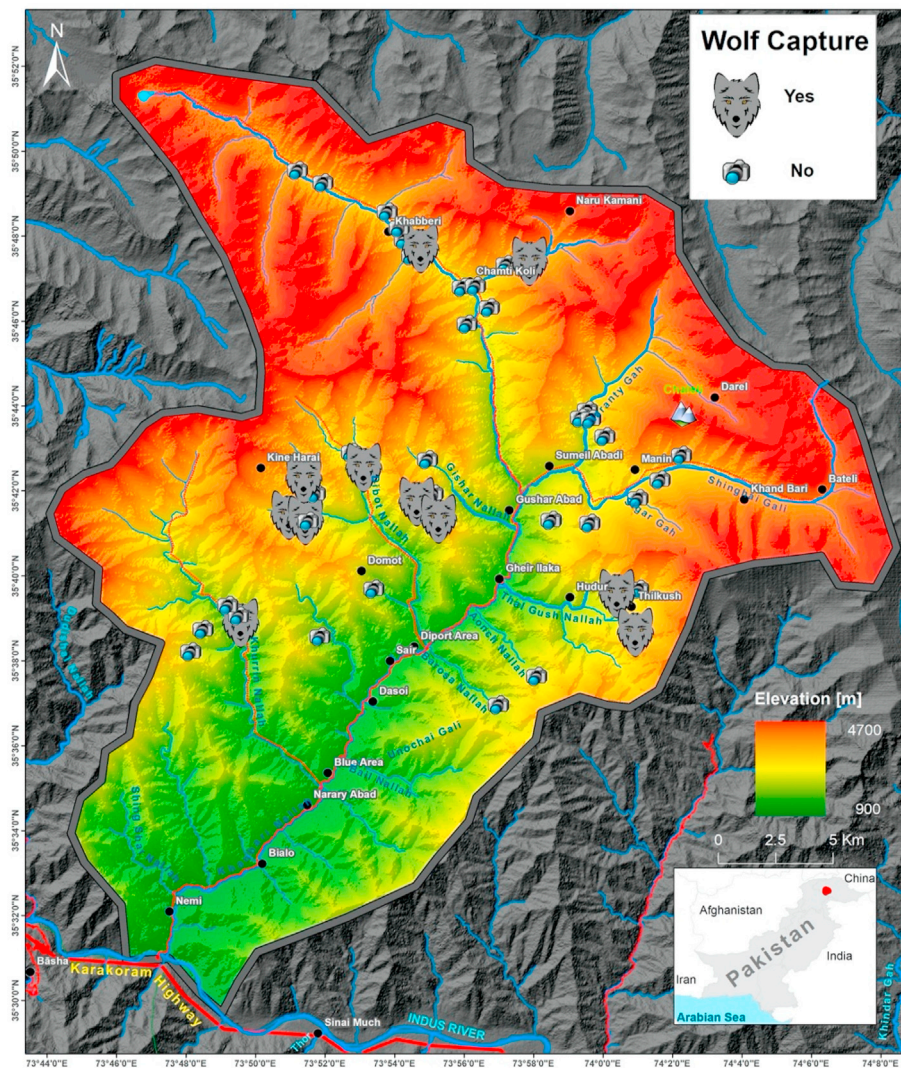 Wolf Capture
Yes
No
N
35°52'0"N
35°50'0"N
35°48'0"N
35°46'0"N
35°44'0"N
35°42'0"N
35°40'0"N
35°38'0"N
35°36'0"N
35°34'0"N
35°32'0"N
35°30'0"N
Naru Kamani
Khabberi
Chamti Koli
Darel
Kine Harai
Sumeil Abadi
Manin
Bateli
Khand Bari
Shinghai Gali
Gishar Nallah
Gushar Abad
Domot
Gheir Ilaka
Hudur
Thilkush
Thol Gush Nallah
Diport Area
Sair
Dasoi
Unochai Gali
Blue Area
Narary Abad
Bialo
Nemi
Elevation [m]
4700
900
0 2.5 5 Km
China
Afghanistan
Pakistan
India
Iran
Arabian Sea
Khindar Gah
Bāsha
Karakoram Highway
Sinai Much
Thor
INDUS RIVER
73°44'0"E
73°46'0"E
73°50'0"E
73°52'0"E
73°54'0"E
73°56'0"E
73°58'0"E
74°0'0"E
74°2'0"E
74°4'0"E
74°6'0"E
74°8'0"E